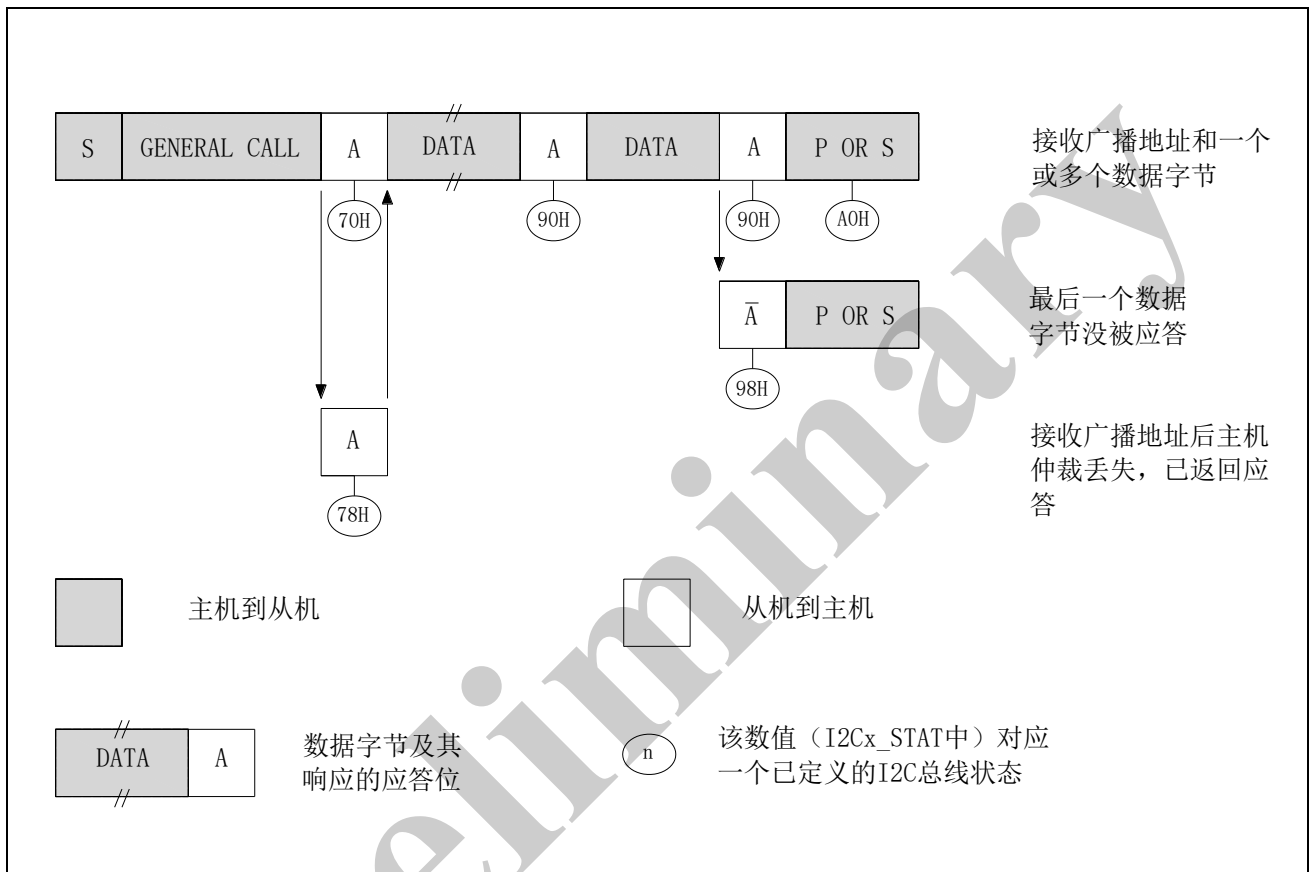 S GENERAL CALL A DATA A DATA A P OR S
接收广播地址和一个
或多个数据字节
70H 90H 90H A0H
A P OR S
最后一个数据
字节没被应答
98H
A
接收广播地址后主机
仲裁丢失，已返回应
答
78H
主机到从机
从机到主机
DATA A
数据字节及其
响应的应答位
n
该数值（I2Cx_STAT中）对应
一个已定义的I2C总线状态
eliminary